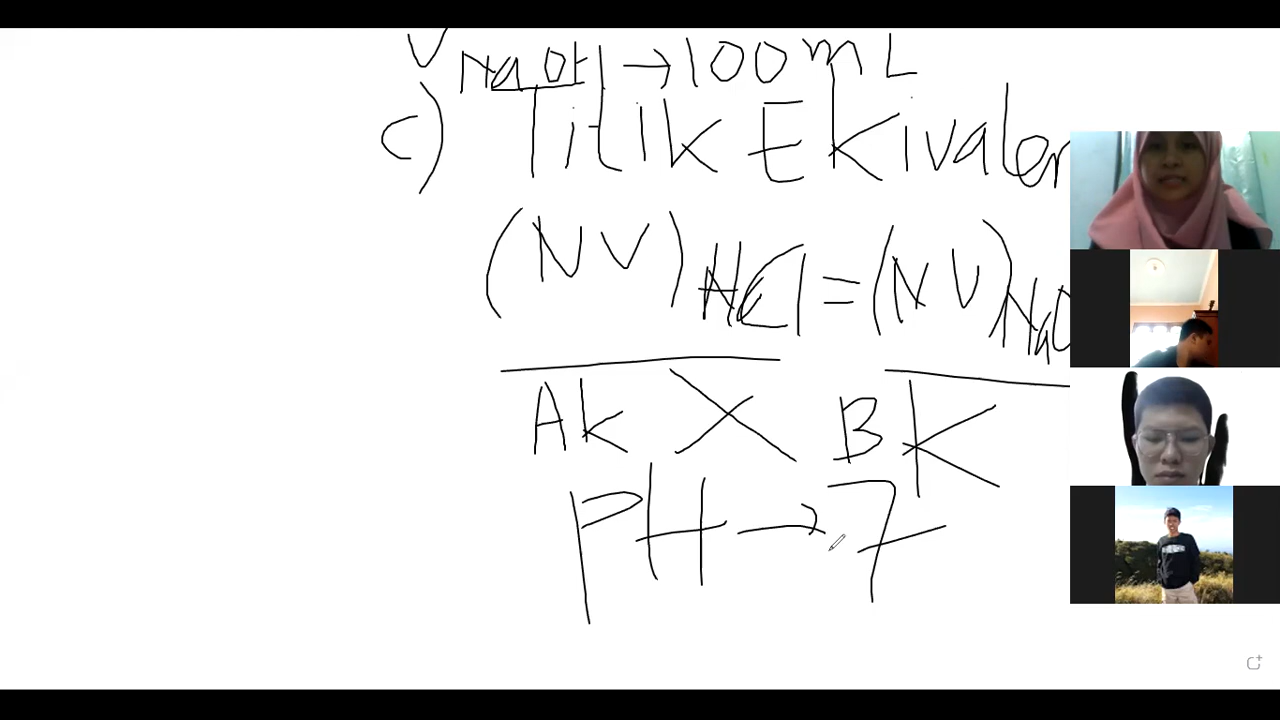 V NaOH → 100 mL
c) Titik Ekivalen
(NV) HCl = (NV) NaO
AK X BK
PH → 7